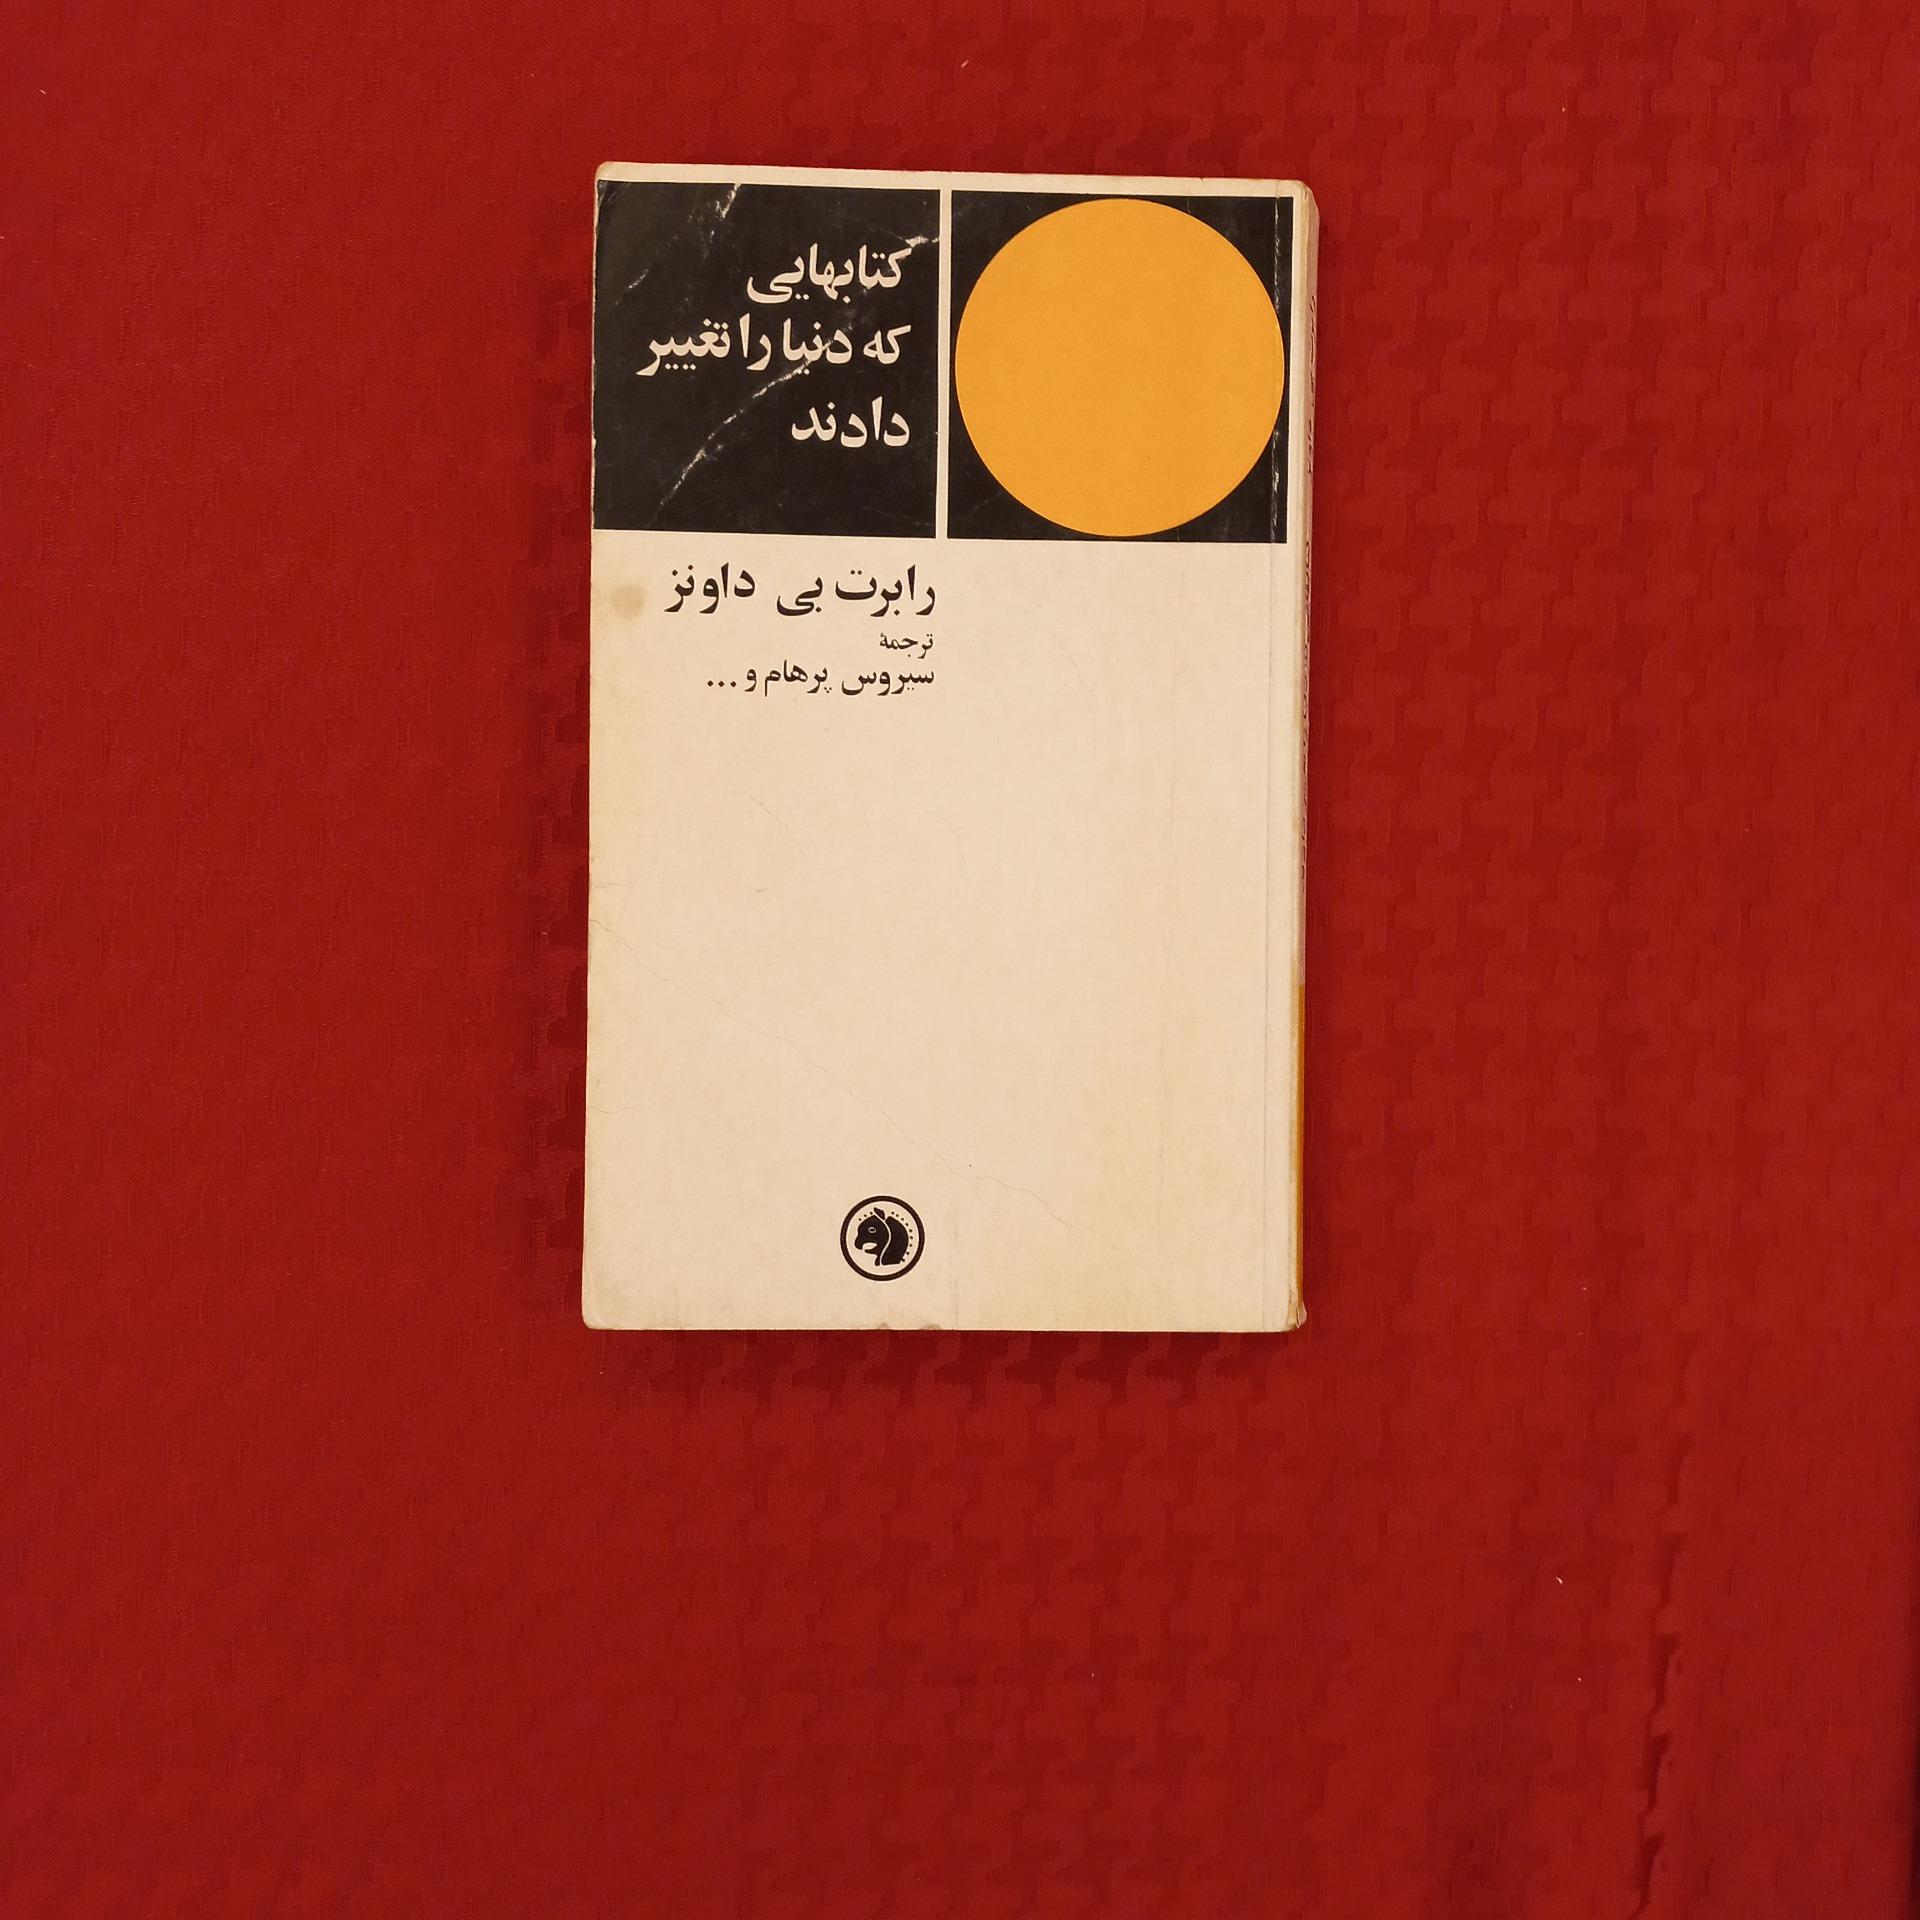 کتابهایی
که دنیا را تغییر
دادند
رابرت بی داونز
ترجمهٔ
سیروس پرهام و...